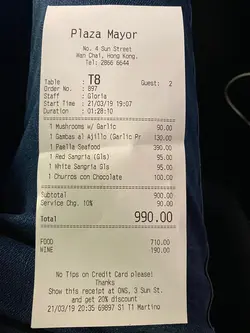 Plaza Mayor
No. 4 Sun Street
Wan Chai, Hong Kong.
Tel: 2866 6644
Table : T8 Guest: 2
Order No. : 897
Staff : Gloris
Start Time : 21/03/19 19:07
Duration : 01:28:10
1 Mushrooms w/ Garlic 90.00
1 Gambas al Ajillo (Garlic Pr 130.00
1 Paella Seafood 390.00
1 Red Sangria (Gls) 95.00
1 White Sangria Gls 95.00
1 Churros con Chocolate 100.00
Subtotal 900.00
Service Chg. 10% 90.00
Total 990.00
FOOD 710.00
WINE 190.00
No Tips on Credit Card please!
Thanks
Show this receipt at ONS, 3 Sun St.
and get 20% discount
21/03/19 20:35 69897 S1 T1 Martino